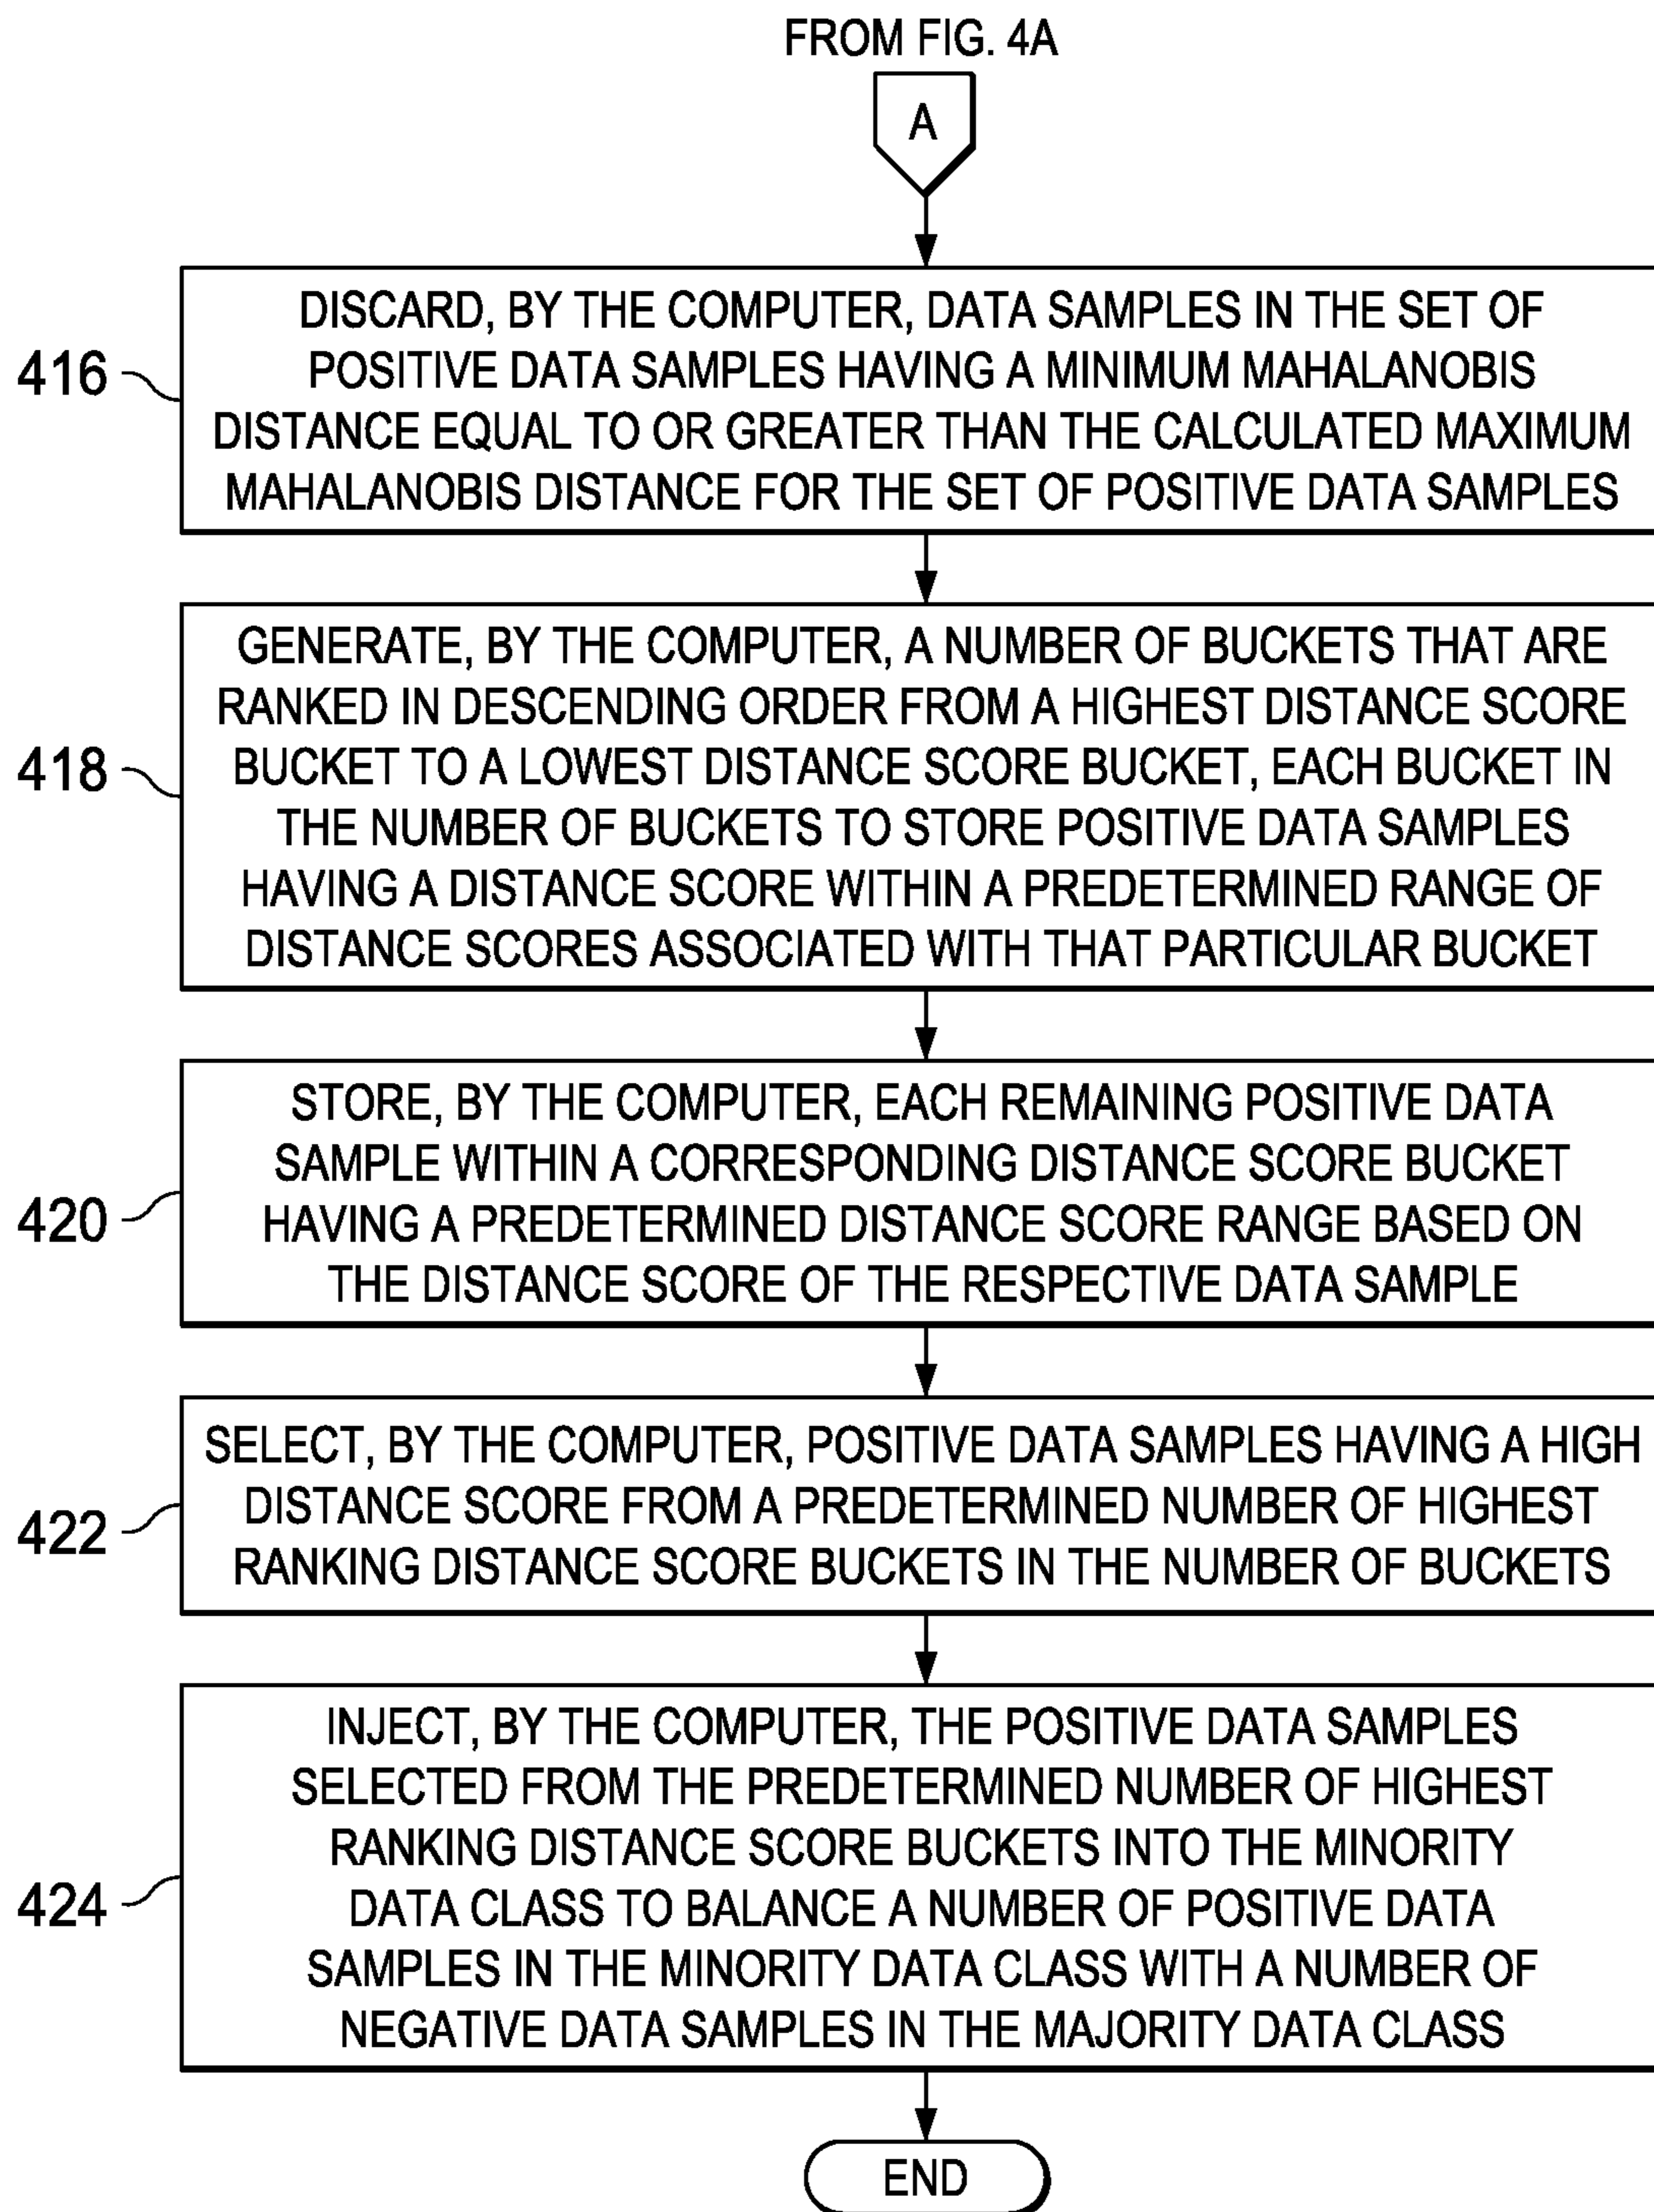 FROM FIG. 4A
A
416
DISCARD, BY THE COMPUTER, DATA SAMPLES IN THE SET OF
POSITIVE DATA SAMPLES HAVING A MINIMUM MAHALANOBIS
DISTANCE EQUAL TO OR GREATER THAN THE CALCULATED MAXIMUM
MAHALANOBIS DISTANCE FOR THE SET OF POSITIVE DATA SAMPLES
418
GENERATE, BY THE COMPUTER, A NUMBER OF BUCKETS THAT ARE
RANKED IN DESCENDING ORDER FROM A HIGHEST DISTANCE SCORE
BUCKET TO A LOWEST DISTANCE SCORE BUCKET, EACH BUCKET IN
THE NUMBER OF BUCKETS TO STORE POSITIVE DATA SAMPLES
HAVING A DISTANCE SCORE WITHIN A PREDETERMINED RANGE OF
DISTANCE SCORES ASSOCIATED WITH THAT PARTICULAR BUCKET
420
STORE, BY THE COMPUTER, EACH REMAINING POSITIVE DATA
SAMPLE WITHIN A CORRESPONDING DISTANCE SCORE BUCKET
HAVING A PREDETERMINED DISTANCE SCORE RANGE BASED ON
THE DISTANCE SCORE OF THE RESPECTIVE DATA SAMPLE
422
SELECT, BY THE COMPUTER, POSITIVE DATA SAMPLES HAVING A HIGH
DISTANCE SCORE FROM A PREDETERMINED NUMBER OF HIGHEST
RANKING DISTANCE SCORE BUCKETS IN THE NUMBER OF BUCKETS
424
INJECT, BY THE COMPUTER, THE POSITIVE DATA SAMPLES
SELECTED FROM THE PREDETERMINED NUMBER OF HIGHEST
RANKING DISTANCE SCORE BUCKETS INTO THE MINORITY
DATA CLASS TO BALANCE A NUMBER OF POSITIVE DATA
SAMPLES IN THE MINORITY DATA CLASS WITH A NUMBER OF
NEGATIVE DATA SAMPLES IN THE MAJORITY DATA CLASS
END